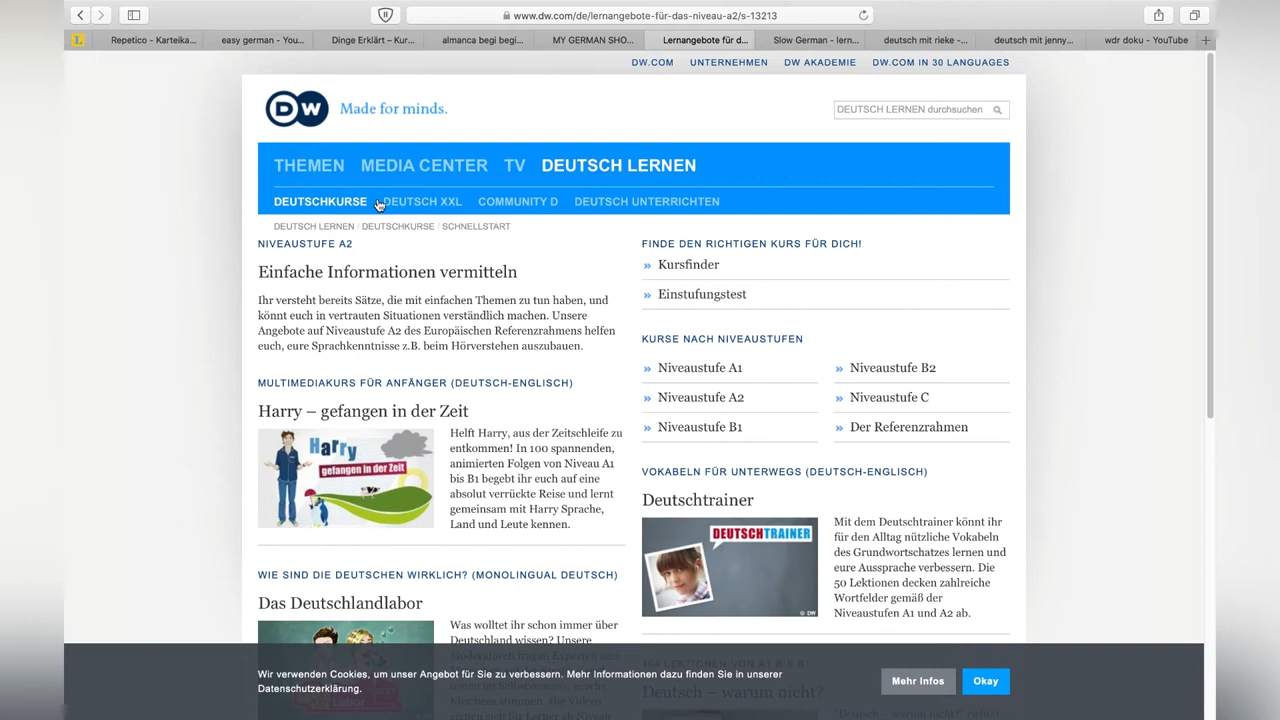 www.dw.com/de/lernangebote-für-das-niveau-a2/s-13213
L
Repetico - Karteika...
easy german - You...
Dinge Erklärt – Kur...
almanca begi begi...
MY GERMAN SHO...
Lernangebote für d...
Slow German - lern...
deutsch mit rieke -...
deutsch mit jenny...
wdr doku - YouTube
DW.COM UNTERNEHMEN DW AKADEMIE DW.COM IN 30 LANGUAGES
DW Made for minds.
DEUTSCH LERNEN durchsuchen
THEMEN MEDIA CENTER TV DEUTSCH LERNEN
DEUTSCHKURSE DEUTSCH XXL COMMUNITY D DEUTSCH UNTERRICHTEN
DEUTSCH LERNEN / DEUTSCHKURSE / SCHNELLSTART
NIVEAUSTUFE A2
Einfache Informationen vermitteln
Ihr versteht bereits Sätze, die mit einfachen Themen zu tun haben, und
könnt euch in vertrauten Situationen verständlich machen. Unsere
Angebote auf Niveaustufe A2 des Europäischen Referenzrahmens helfen
euch, eure Sprachkenntnisse z.B. beim Hörverstehen auszubauen.
MULTIMEDIAKURS FÜR ANFÄNGER (DEUTSCH-ENGLISCH)
Harry – gefangen in der Zeit
Harry
gefangen in der Zeit
Helft Harry, aus der Zeitschleife zu
entkommen! In 100 spannenden,
animierten Folgen von Niveau A1
bis B1 begebt ihr euch auf eine
absolut verrückte Reise und lernt
gemeinsam mit Harry Sprache,
Land und Leute kennen.
WIE SIND DIE DEUTSCHEN WIRKLICH? (MONOLINGUAL DEUTSCH)
Das Deutschlandlabor
Was wolltet ihr schon immer über
Deutschland wissen? Unsere
FINDE DEN RICHTIGEN KURS FÜR DICH!
» Kursfinder
» Einstufungstest
KURSE NACH NIVEAUSTUFEN
» Niveaustufe A1
» Niveaustufe B2
» Niveaustufe A2
» Niveaustufe C
» Niveaustufe B1
» Der Referenzrahmen
VOKABELN FÜR UNTERWEGS (DEUTSCH-ENGLISCH)
Deutschtrainer
DEUTSCHTRAINER
© DW
Mit dem Deutschtrainer könnt ihr
für den Alltag nützliche Vokabeln
des Grundwortschatzes lernen und
eure Aussprache verbessern. Die
50 Lektionen decken zahlreiche
Wortfelder gemäß der
Niveaustufen A1 und A2 ab.
104 LEKTIONEN VON A1 BIS B1
Deutsch – warum nicht?
Wir verwenden Cookies, um unser Angebot für Sie zu verbessern. Mehr Informationen dazu finden Sie in unserer
Datenschutzerklärung.
Mehr Infos
Okay